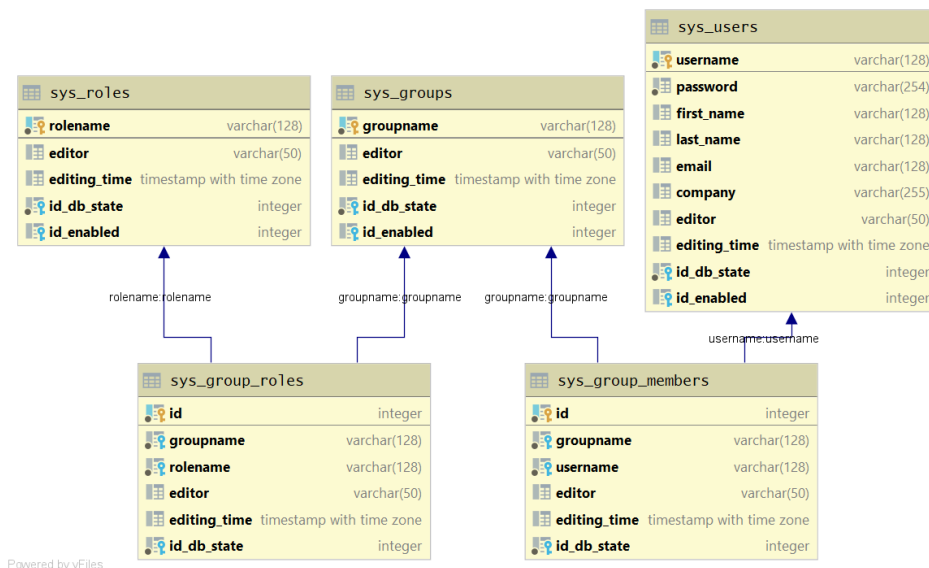 sys_users
username varchar(128)
password varchar(254)
first_name varchar(128)
last_name varchar(128)
email varchar(128)
company varchar(255)
editor varchar(50)
editing_time timestamp with time zone
id_db_state integer
id_enabled integer
sys_roles
rolename varchar(128)
editor varchar(50)
editing_time timestamp with time zone
id_db_state integer
id_enabled integer
sys_groups
groupname varchar(128)
editor varchar(50)
editing_time timestamp with time zone
id_db_state integer
id_enabled integer
rolename:rolename
groupname:groupname
groupname:groupname
username:username
sys_group_roles
id integer
groupname varchar(128)
rolename varchar(128)
editor varchar(50)
editing_time timestamp with time zone
id_db_state integer
sys_group_members
id integer
groupname varchar(128)
username varchar(128)
editor varchar(50)
editing_time timestamp with time zone
id_db_state integer
Powered by yFiles